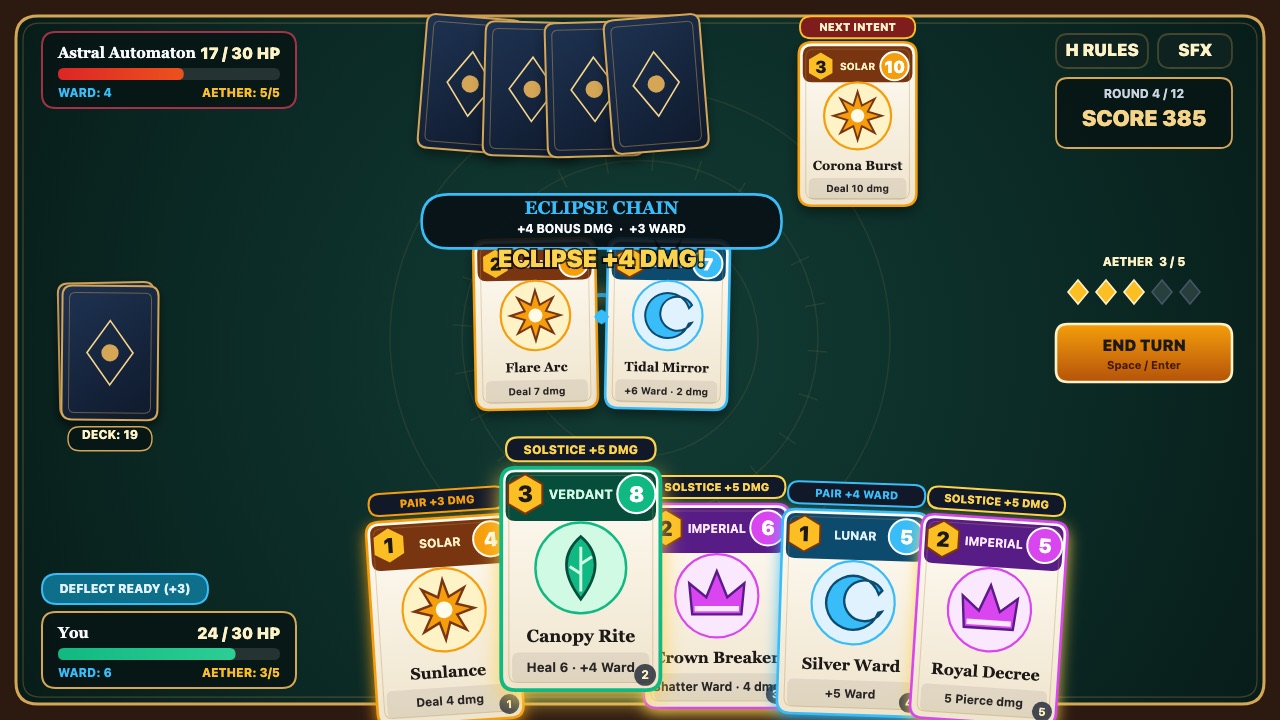 Astral Automaton 17 / 30 HP
WARD: 4 AETHER: 5/5
NEXT INTENT
3 SOLAR 10
Corona Burst
Deal 10 dmg
H RULES SFX
ROUND 4 / 12
SCORE 385
ECLIPSE CHAIN
+4 BONUS DMG · +3 WARD
ECLIPSE +4 DMG!
Flare Arc
Deal 7 dmg
Tidal Mirror
+6 Ward · 2 dmg
AETHER 3 / 5
END TURN
Space / Enter
DECK: 19
DEFLECT READY (+3)
You 24 / 30 HP
WARD: 6 AETHER: 3/5
PAIR +3 DMG
1 SOLAR 4
Sunlance
Deal 4 dmg
1
SOLSTICE +5 DMG
3 VERDANT 8
Canopy Rite
Heal 6 · +4 Ward
2
SOLSTICE +5 DMG
2 IMPERIAL 6
Crown Breaker
Shatter Ward · 4 dmg
PAIR +4 WARD
1 LUNAR 5
Silver Ward
+5 Ward
SOLSTICE +5 DMG
2 IMPERIAL 5
Royal Decree
5 Pierce dmg
5